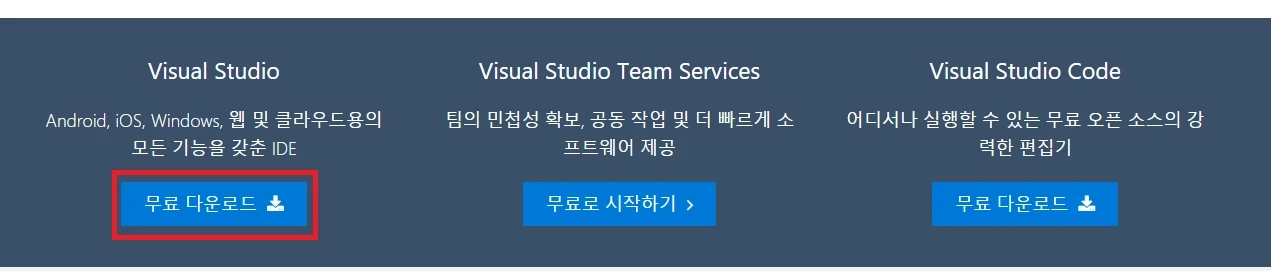 Visual Studio
Android, iOS, Windows, 웹 및 클라우드용의
모든 기능을 갖춘 IDE
무료 다운로드
Visual Studio Team Services
팀의 민첩성 확보, 공동 작업 및 더 빠르게 소
프트웨어 제공
무료로 시작하기
Visual Studio Code
어디서나 실행할 수 있는 무료 오픈 소스의 강
력한 편집기
무료 다운로드